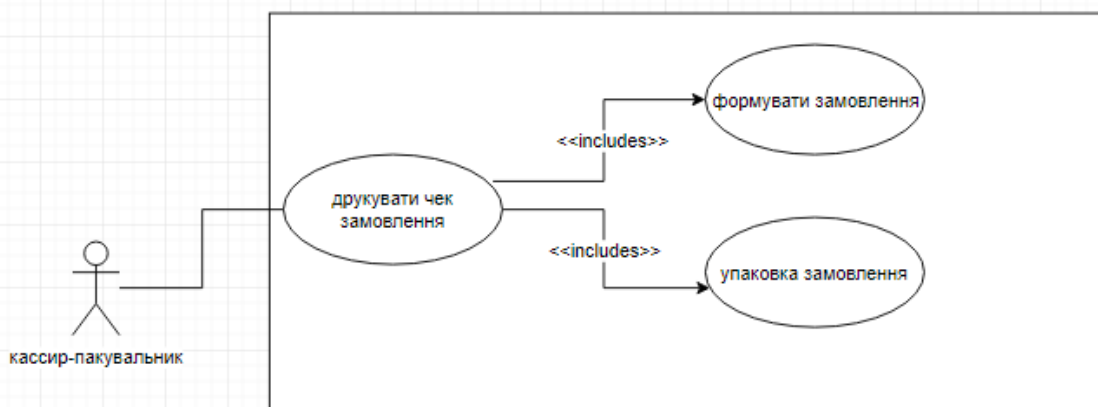 формувати замовлення
<<includes>>
друкувати чек
замовлення
<<includes>>
упаковка замовлення
кассир-пакувальник